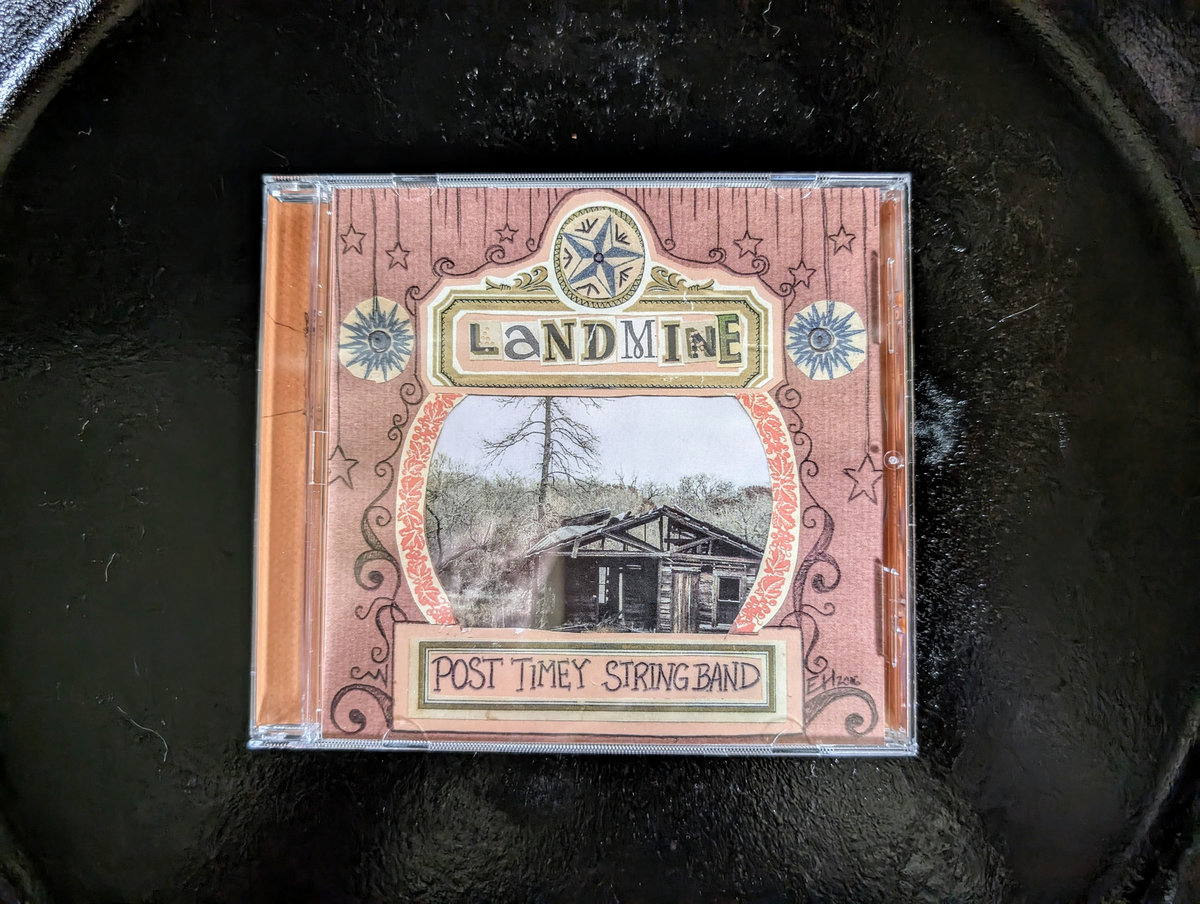 LANDMINE
POST TIMEY STRING BAND